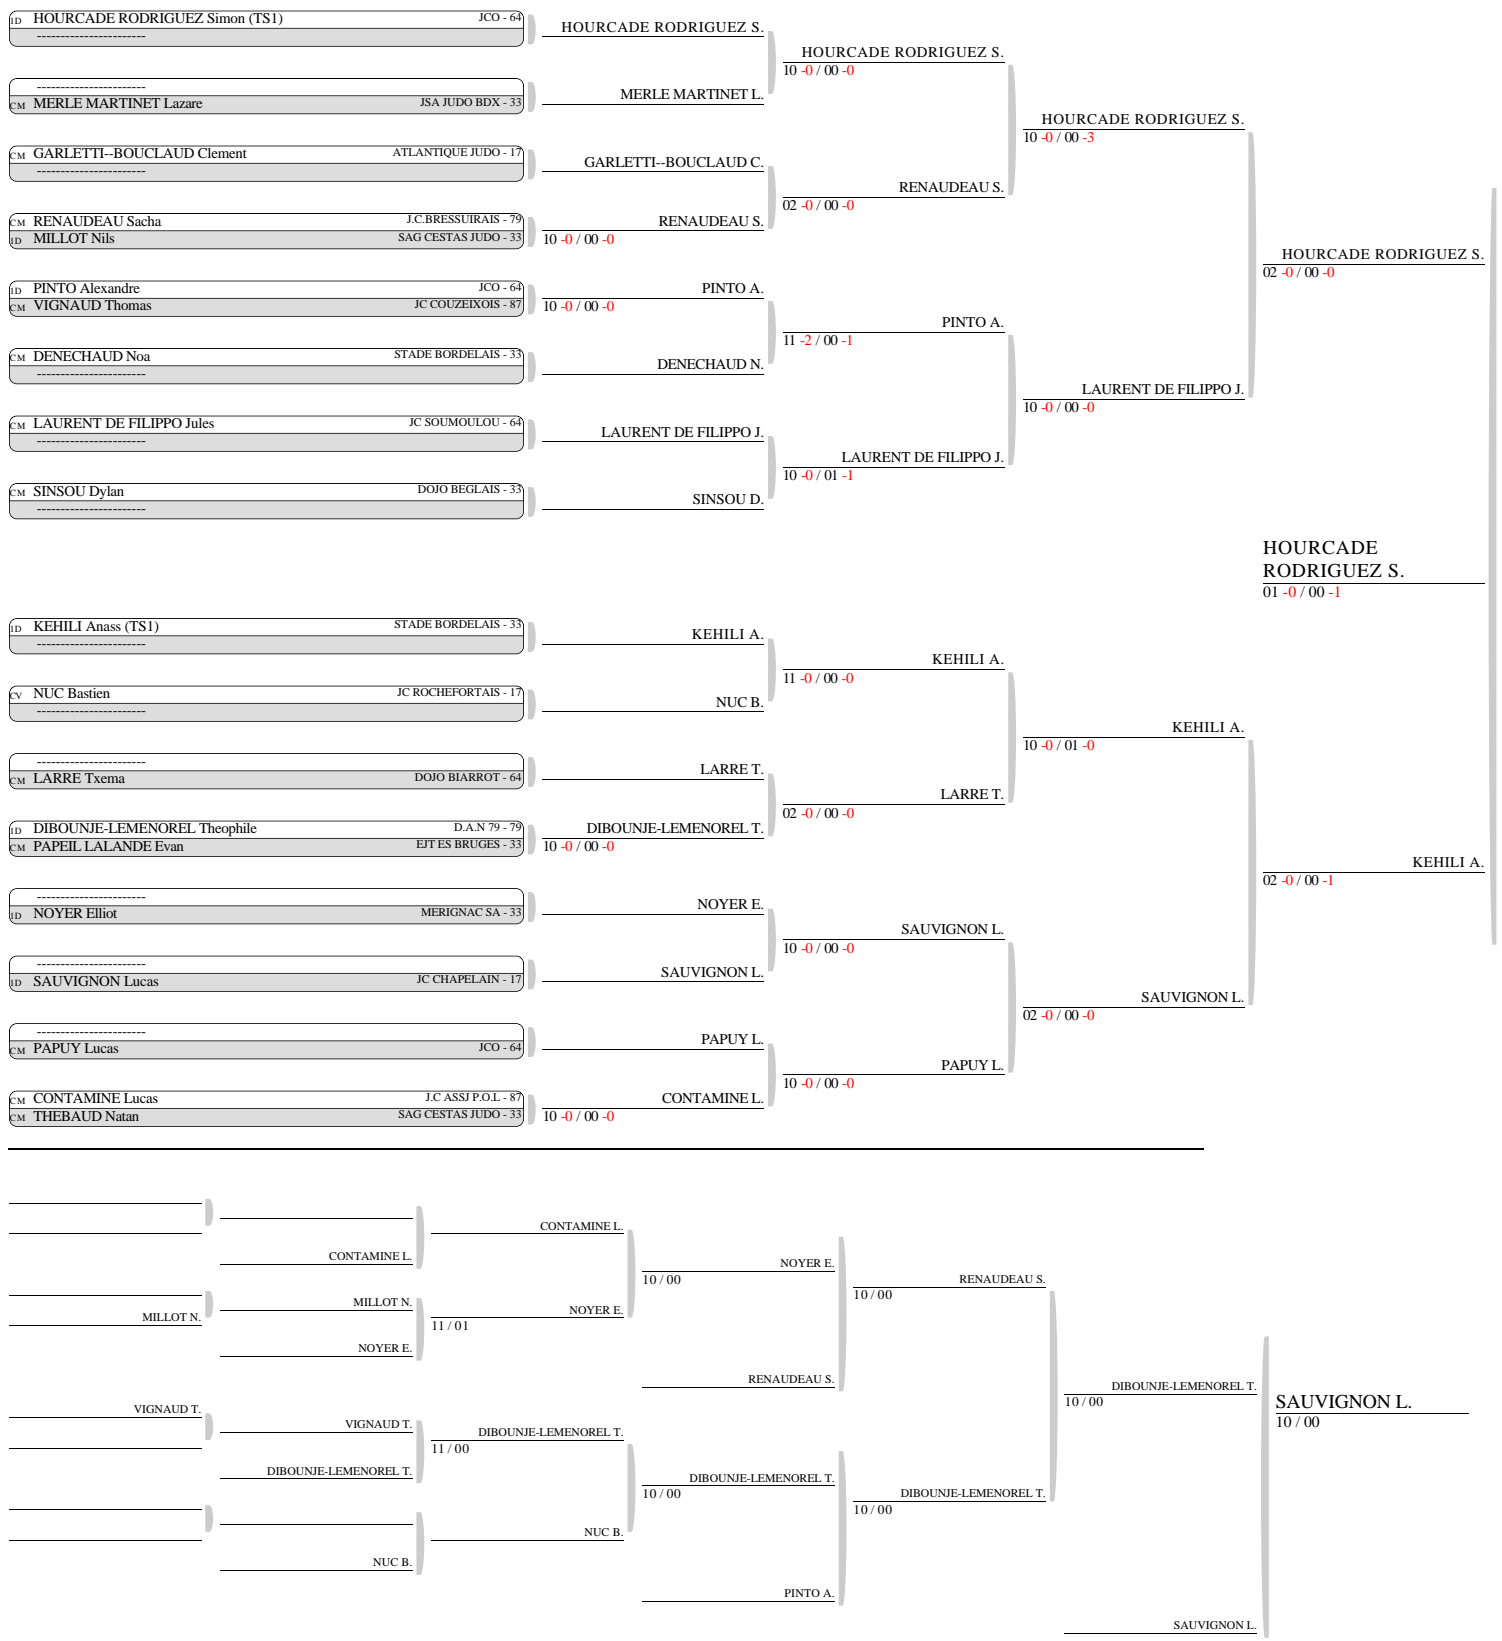 1D HOURCADE RODRIGUEZ Simon (TS1) JCO - 64
-----------------------
HOURCADE RODRIGUEZ S.
HOURCADE RODRIGUEZ S.
10 -0 / 00 -0
-----------------------
CM MERLE MARTINET Lazare JSA JUDO BDX - 33
MERLE MARTINET L.
HOURCADE RODRIGUEZ S.
10 -0 / 00 -3
CM GARLETTI--BOUCLAUD Clement ATLANTIQUE JUDO - 17
-----------------------
GARLETTI--BOUCLAUD C.
RENAUDEAU S.
02 -0 / 00 -0
CM RENAUDEAU Sacha J.C.BRESSUIRAIS - 79
1D MILLOT Nils SAG CESTAS JUDO - 33
RENAUDEAU S.
10 -0 / 00 -0
HOURCADE RODRIGUEZ S.
02 -0 / 00 -0
1D PINTO Alexandre JCO - 64
CM VIGNAUD Thomas JC COUZEIXOIS - 87
PINTO A.
10 -0 / 00 -0
PINTO A.
11 -2 / 00 -1
CM DENECHAUD Noa STADE BORDELAIS - 33
-----------------------
DENECHAUD N.
LAURENT DE FILIPPO J.
10 -0 / 00 -0
CM LAURENT DE FILIPPO Jules JC SOUMOULOU - 64
-----------------------
LAURENT DE FILIPPO J.
LAURENT DE FILIPPO J.
10 -0 / 01 -1
CM SINSOU Dylan DOJO BEGLAIS - 33
-----------------------
SINSOU D.
HOURCADE
RODRIGUEZ S.
01 -0 / 00 -1
1D KEHILI Anass (TS1) STADE BORDELAIS - 33
-----------------------
KEHILI A.
KEHILI A.
11 -0 / 00 -0
CV NUC Bastien JC ROCHEFORTAIS - 17
-----------------------
NUC B.
KEHILI A.
10 -0 / 01 -0
-----------------------
CM LARRE Txema DOJO BIARROT - 64
LARRE T.
LARRE T.
02 -0 / 00 -0
1D DIBOUNJE-LEMENOREL Theophile D.A.N 79 - 79
CM PAPEIL LALANDE Evan EJT ES BRUGES - 33
DIBOUNJE-LEMENOREL T.
10 -0 / 00 -0
KEHILI A.
02 -0 / 00 -1
-----------------------
1D NOYER Elliot MERIGNAC SA - 33
NOYER E.
SAUVIGNON L.
10 -0 / 00 -0
-----------------------
1D SAUVIGNON Lucas JC CHAPELAIN - 17
SAUVIGNON L.
SAUVIGNON L.
02 -0 / 00 -0
-----------------------
CM PAPUY Lucas JCO - 64
PAPUY L.
PAPUY L.
10 -0 / 00 -0
CM CONTAMINE Lucas J.C ASSJ P.O.L - 87
CM THEBAUD Natan SAG CESTAS JUDO - 33
CONTAMINE L.
10 -0 / 00 -0
CONTAMINE L.
CONTAMINE L.
NOYER E.
10 / 00
RENAUDEAU S.
10 / 00
MILLOT N.
MILLOT N.
NOYER E.
11 / 01
NOYER E.
RENAUDEAU S.
DIBOUNJE-LEMENOREL T.
10 / 00
SAUVIGNON L.
10 / 00
VIGNAUD T.
VIGNAUD T.
DIBOUNJE-LEMENOREL T.
11 / 00
DIBOUNJE-LEMENOREL T.
DIBOUNJE-LEMENOREL T.
10 / 00
DIBOUNJE-LEMENOREL T.
10 / 00
NUC B.
NUC B.
PINTO A.
SAUVIGNON L.